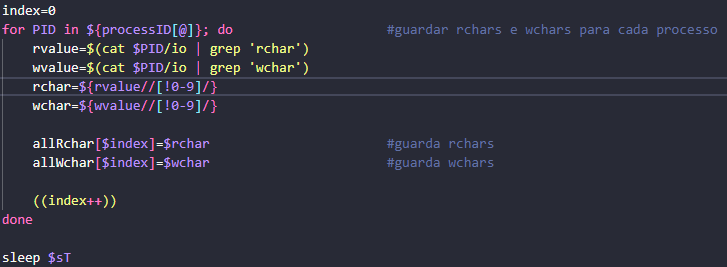 index=0
for PID in ${processID[@]}; do #guardar rchars e wchars para cada processo
rvalue=$(cat $PID/io | grep 'rchar')
wvalue=$(cat $PID/io | grep 'wchar')
rchar=${rvalue//[!0-9]/}
wchar=${wvalue//[!0-9]/}
allRchar[$index]=$rchar #guarda rchars
allWchar[$index]=$wchar #guarda wchars
((index++))
done
sleep $sT